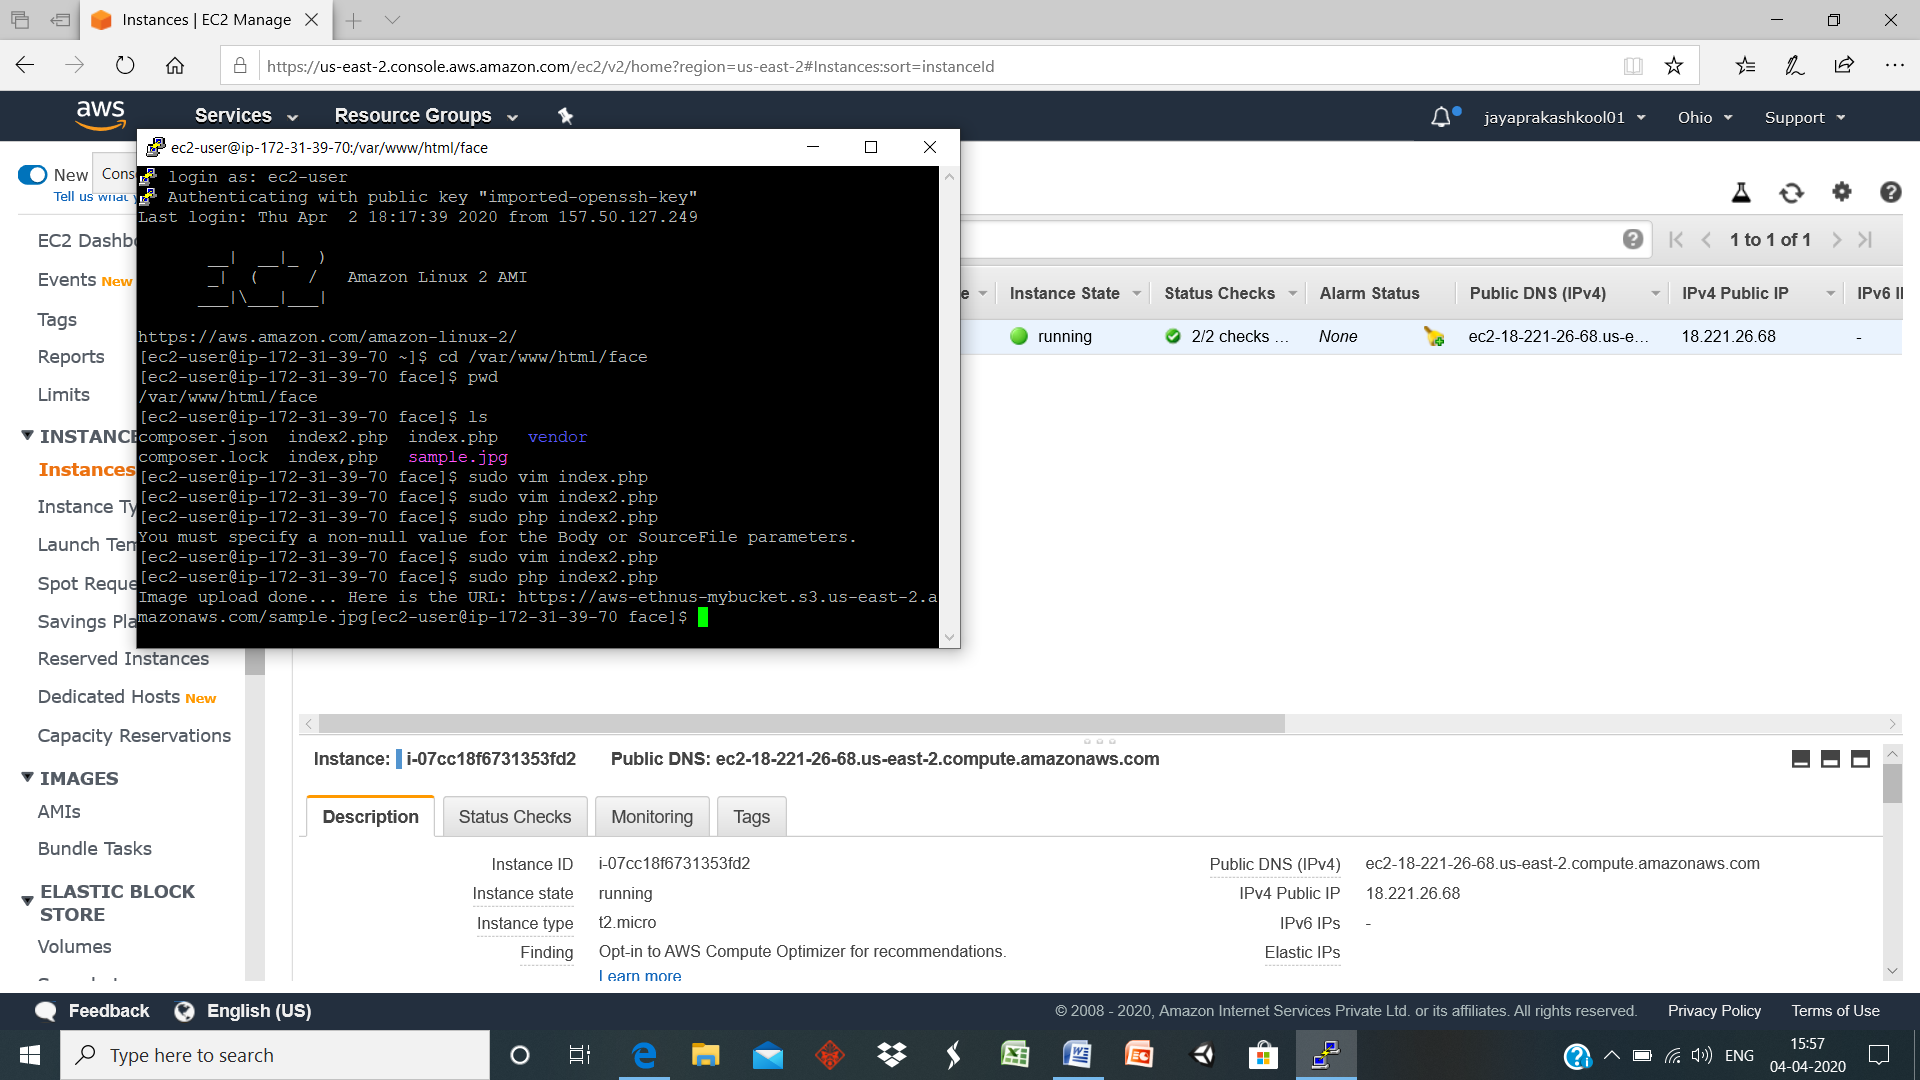 Instances | EC2 Manage
https://us-east-2.console.aws.amazon.com/ec2/v2/home?region=us-east-2#Instances:sort=instanceId
aws
Services
Resource Groups
jayaprakashkool01
Ohio
Support
ec2-user@ip-172-31-39-70:/var/www/html/face
login as: ec2-user
Authenticating with public key "imported-openssh-key"
Last login: Thu Apr  2 18:17:39 2020 from 157.50.127.249
__|  __|_  )
_|  (     /   Amazon Linux 2 AMI
___|\___|___|
https://aws.amazon.com/amazon-linux-2/
[ec2-user@ip-172-31-39-70 ~]$ cd /var/www/html/face
[ec2-user@ip-172-31-39-70 face]$ pwd
/var/www/html/face
[ec2-user@ip-172-31-39-70 face]$ ls
composer.json  index2.php  index.php   vendor
composer.lock  index,php   sample.jpg
[ec2-user@ip-172-31-39-70 face]$ sudo vim index.php
[ec2-user@ip-172-31-39-70 face]$ sudo vim index2.php
[ec2-user@ip-172-31-39-70 face]$ sudo php index2.php
You must specify a non-null value for the Body or SourceFile parameters.
[ec2-user@ip-172-31-39-70 face]$ sudo vim index2.php
[ec2-user@ip-172-31-39-70 face]$ sudo php index2.php
Image upload done... Here is the URL: https://aws-ethnus-mybucket.s3.us-east-2.a
mazonaws.com/sample.jpg[ec2-user@ip-172-31-39-70 face]$
New
Tell us what
EC2
Events New
Tags
Reports
Limits
Instances
Launch
Spot
Savings
Reserved Instances
Dedicated Hosts New
Capacity Reservations
IMAGES
AMIs
Bundle Tasks
ELASTIC BLOCK
STORE
Volumes
1 to 1 of 1
Instance State
Status Checks
Alarm Status
Public DNS (IPv4)
IPv4 Public IP
IPv6
running
2/2 checks ...
None
ec2-18-221-26-68.us-e...
18.221.26.68
-
Instance: i-07cc18f6731353fd2
Public DNS: ec2-18-221-26-68.us-east-2.compute.amazonaws.com
Description
Status Checks
Monitoring
Tags
Instance ID i-07cc18f6731353fd2
Instance state running
Instance type t2.micro
Finding Opt-in to AWS Compute Optimizer for recommendations.
Learn more
Public DNS (IPv4) ec2-18-221-26-68.us-east-2.compute.amazonaws.com
IPv4 Public IP 18.221.26.68
IPv6 IPs -
Elastic IPs
Feedback
English (US)
© 2008 - 2020, Amazon Internet Services Private Ltd. or its affiliates. All rights reserved.
Privacy Policy
Terms of Use
Type here to search
ENG
15:57
04-04-2020